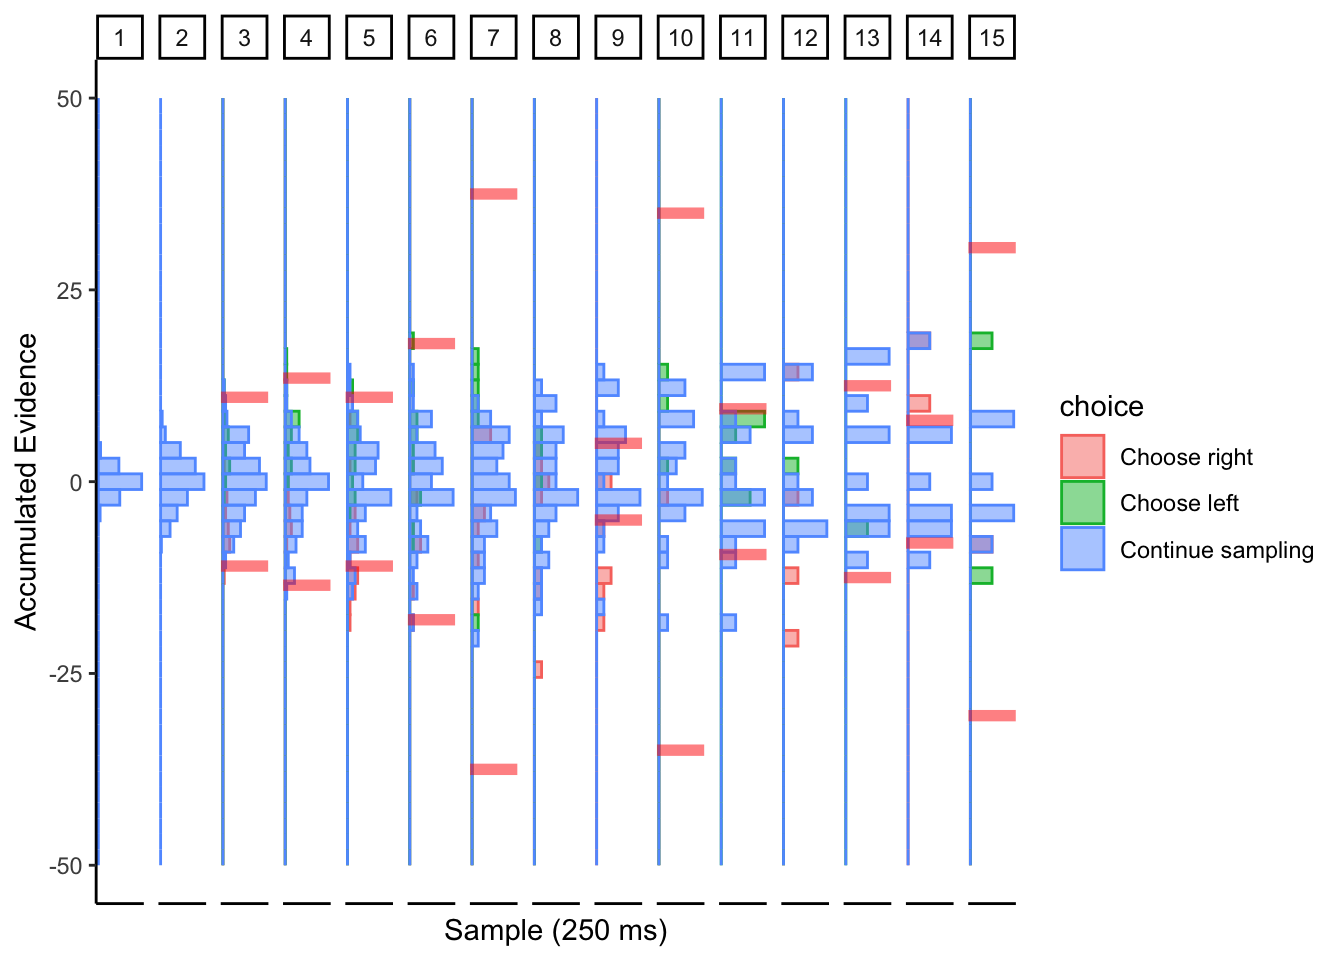 1 2 3 4 5 6 7 8 9 10 11 12 13 14 15
50
25
0
-25
-50
Accumulated Evidence
Sample (250 ms)
choice
Choose right
Choose left
Continue sampling